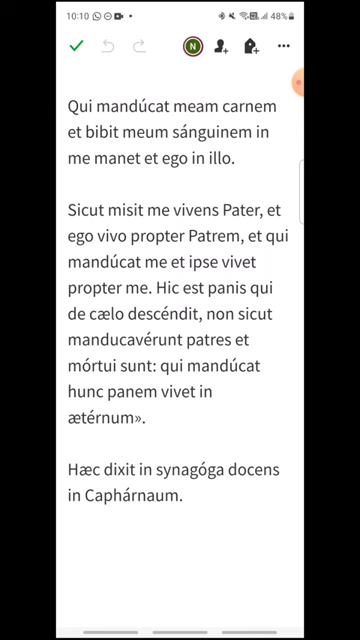 10:10
48%
N
Qui mandúcat meam carnem
et bibit meum sánguinem in
me manet et ego in illo.
Sicut misit me vivens Pater, et
ego vivo propter Patrem, et qui
mandúcat me et ipse vivet
propter me. Hic est panis qui
de cælo descéndit, non sicut
manducavérunt patres et
mórtui sunt: qui mandúcat
hunc panem vivet in
ætérnum».
Hæc dixit in synagóga docens
in Caphárnaum.